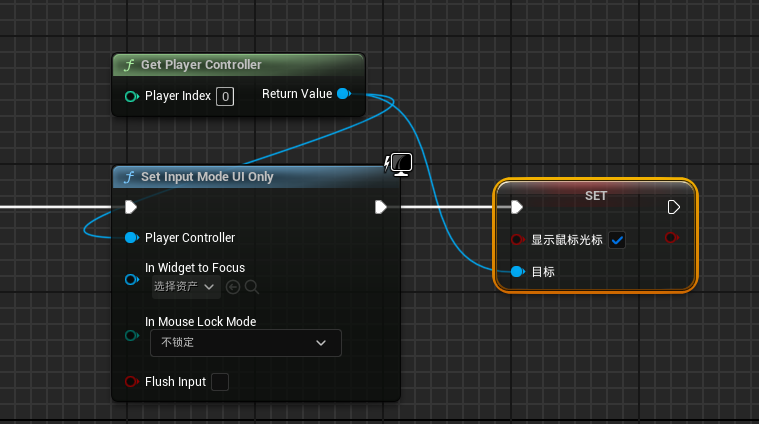 Get Player Controller
Player Index 0 Return Value
Set Input Mode UI Only
Player Controller
In Widget to Focus
选择资产
In Mouse Lock Mode
不锁定
Flush Input
SET
显示鼠标光标
目标